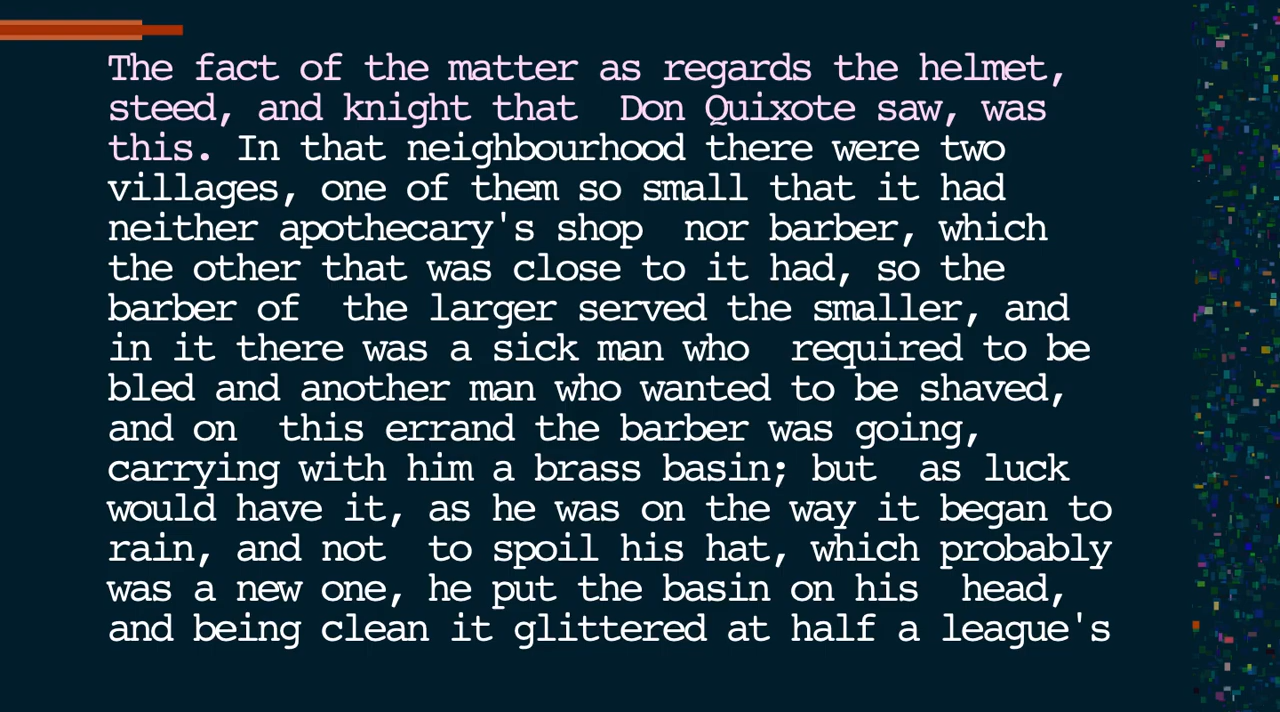 The fact of the matter as regards the helmet,
steed, and knight that  Don Quixote saw, was
this. In that neighbourhood there were two
villages, one of them so small that it had
neither apothecary's shop  nor barber, which
the other that was close to it had, so the
barber of  the larger served the smaller, and
in it there was a sick man who  required to be
bled and another man who wanted to be shaved,
and on  this errand the barber was going,
carrying with him a brass basin; but  as luck
would have it, as he was on the way it began to
rain, and not  to spoil his hat, which probably
was a new one, he put the basin on his  head,
and being clean it glittered at half a league's